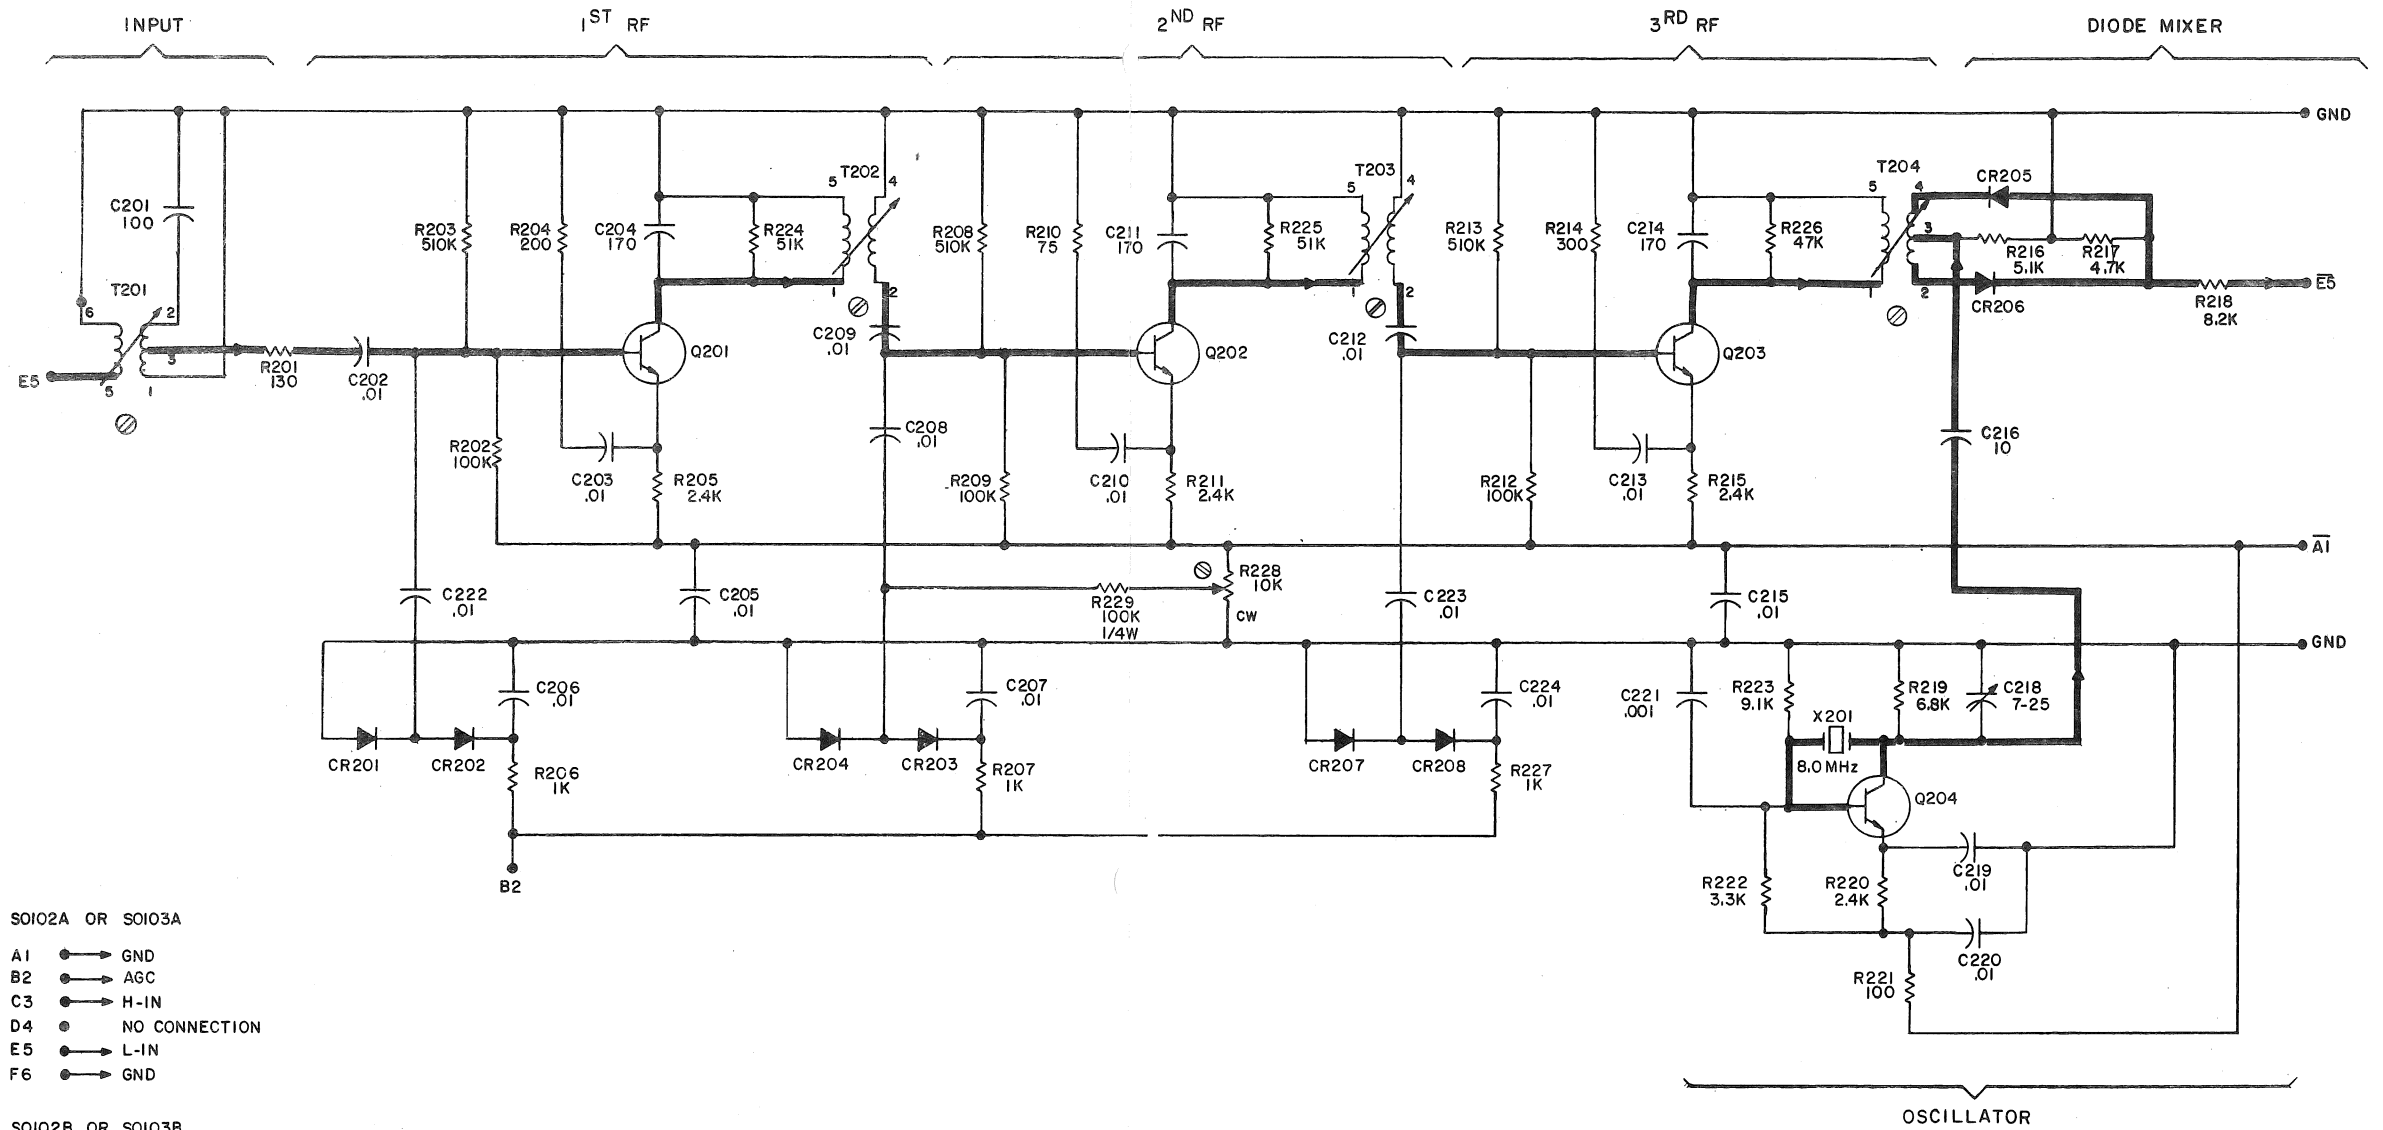 INPUT
1ST RF
2ND RF
3RD RF
DIODE MIXER
GND
C201
100
T201
6
2
3
5
1
E5
R201
130
C202
.01
R203
510K
R204
200
C204
170
R224
51K
T202
5
4
1
2
Q201
R202
100K
C203
.01
R205
2.4K
C209
.01
C208
.01
R208
510K
R210
75
C211
170
R225
51K
T203
5
4
1
2
Q202
R209
100K
C210
.01
R211
2.4K
C212
.01
R213
510K
R214
300
C214
170
R226
47K
T204
5
4
3
1
2
Q203
R212
100K
C213
.01
R215
2.4K
CR205
R216
5.1K
R217
4.7K
CR206
R218
8.2K
E5
C216
10
A1
C222
.01
C205
.01
R229
100K
1/4W
R228
10K
CW
C223
.01
C215
.01
GND
CR201
CR202
C206
.01
R206
1K
CR204
CR203
C207
.01
R207
1K
CR207
CR208
C224
.01
R227
1K
C221
.001
R223
9.1K
X201
8.0MHz
R219
6.8K
C218
7-25
Q204
B2
R222
3.3K
R220
2.4K
C219
.01
C220
.01
R221
100
OSCILLATOR
SO102A OR SO103A
A1 GND
B2 AGC
C3 H-IN
D4 NO CONNECTION
E5 L-IN
F6 GND
SO102B OR SO103B